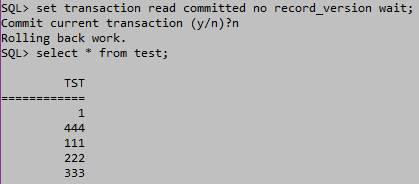 SQL> set transaction read committed no record_version wait;
Commit current transaction (y/n)?n
Rolling back work.
SQL> select * from test;
TST
============
1
444
111
222
333